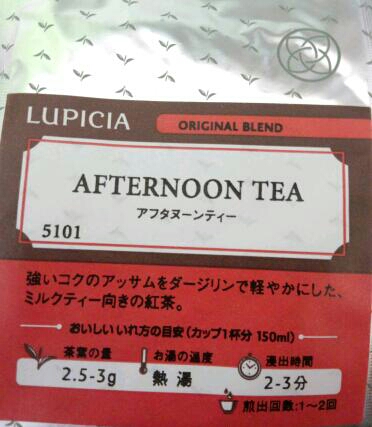 LUPICIA
ORIGINAL BLEND
AFTERNOON TEA
アフタヌーンティー
5101
強いコクのアッサムをダージリンで軽やかにした、
ミルクティー向きの紅茶。
おいしいいれ方の目安(カップ1杯分 150ml)
茶葉の量 お湯の温度 浸出時間
2.5-3g 熱湯 2-3分
煎出回数:1〜2回